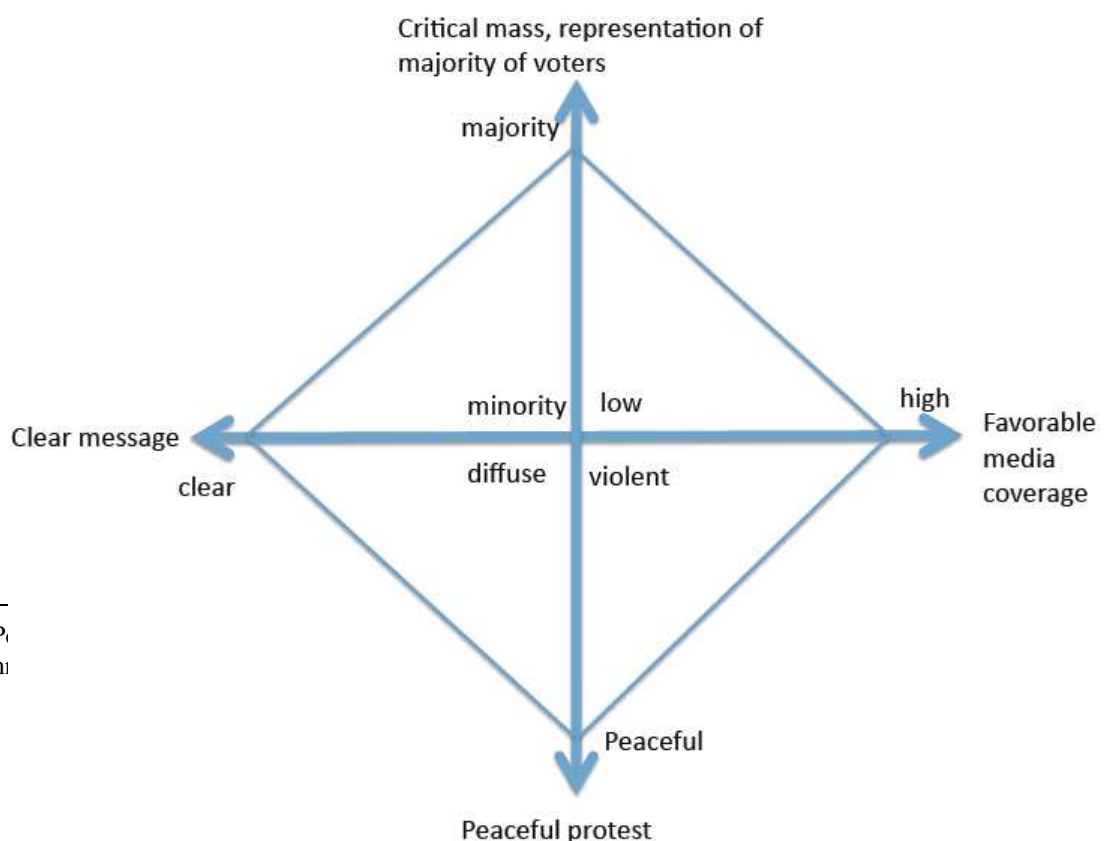 Critical mass, representation of
majority of voters
majority
minority
low
high
Clear message
Favorable
media
coverage
clear
diffuse
violent
Peaceful
Peaceful protest